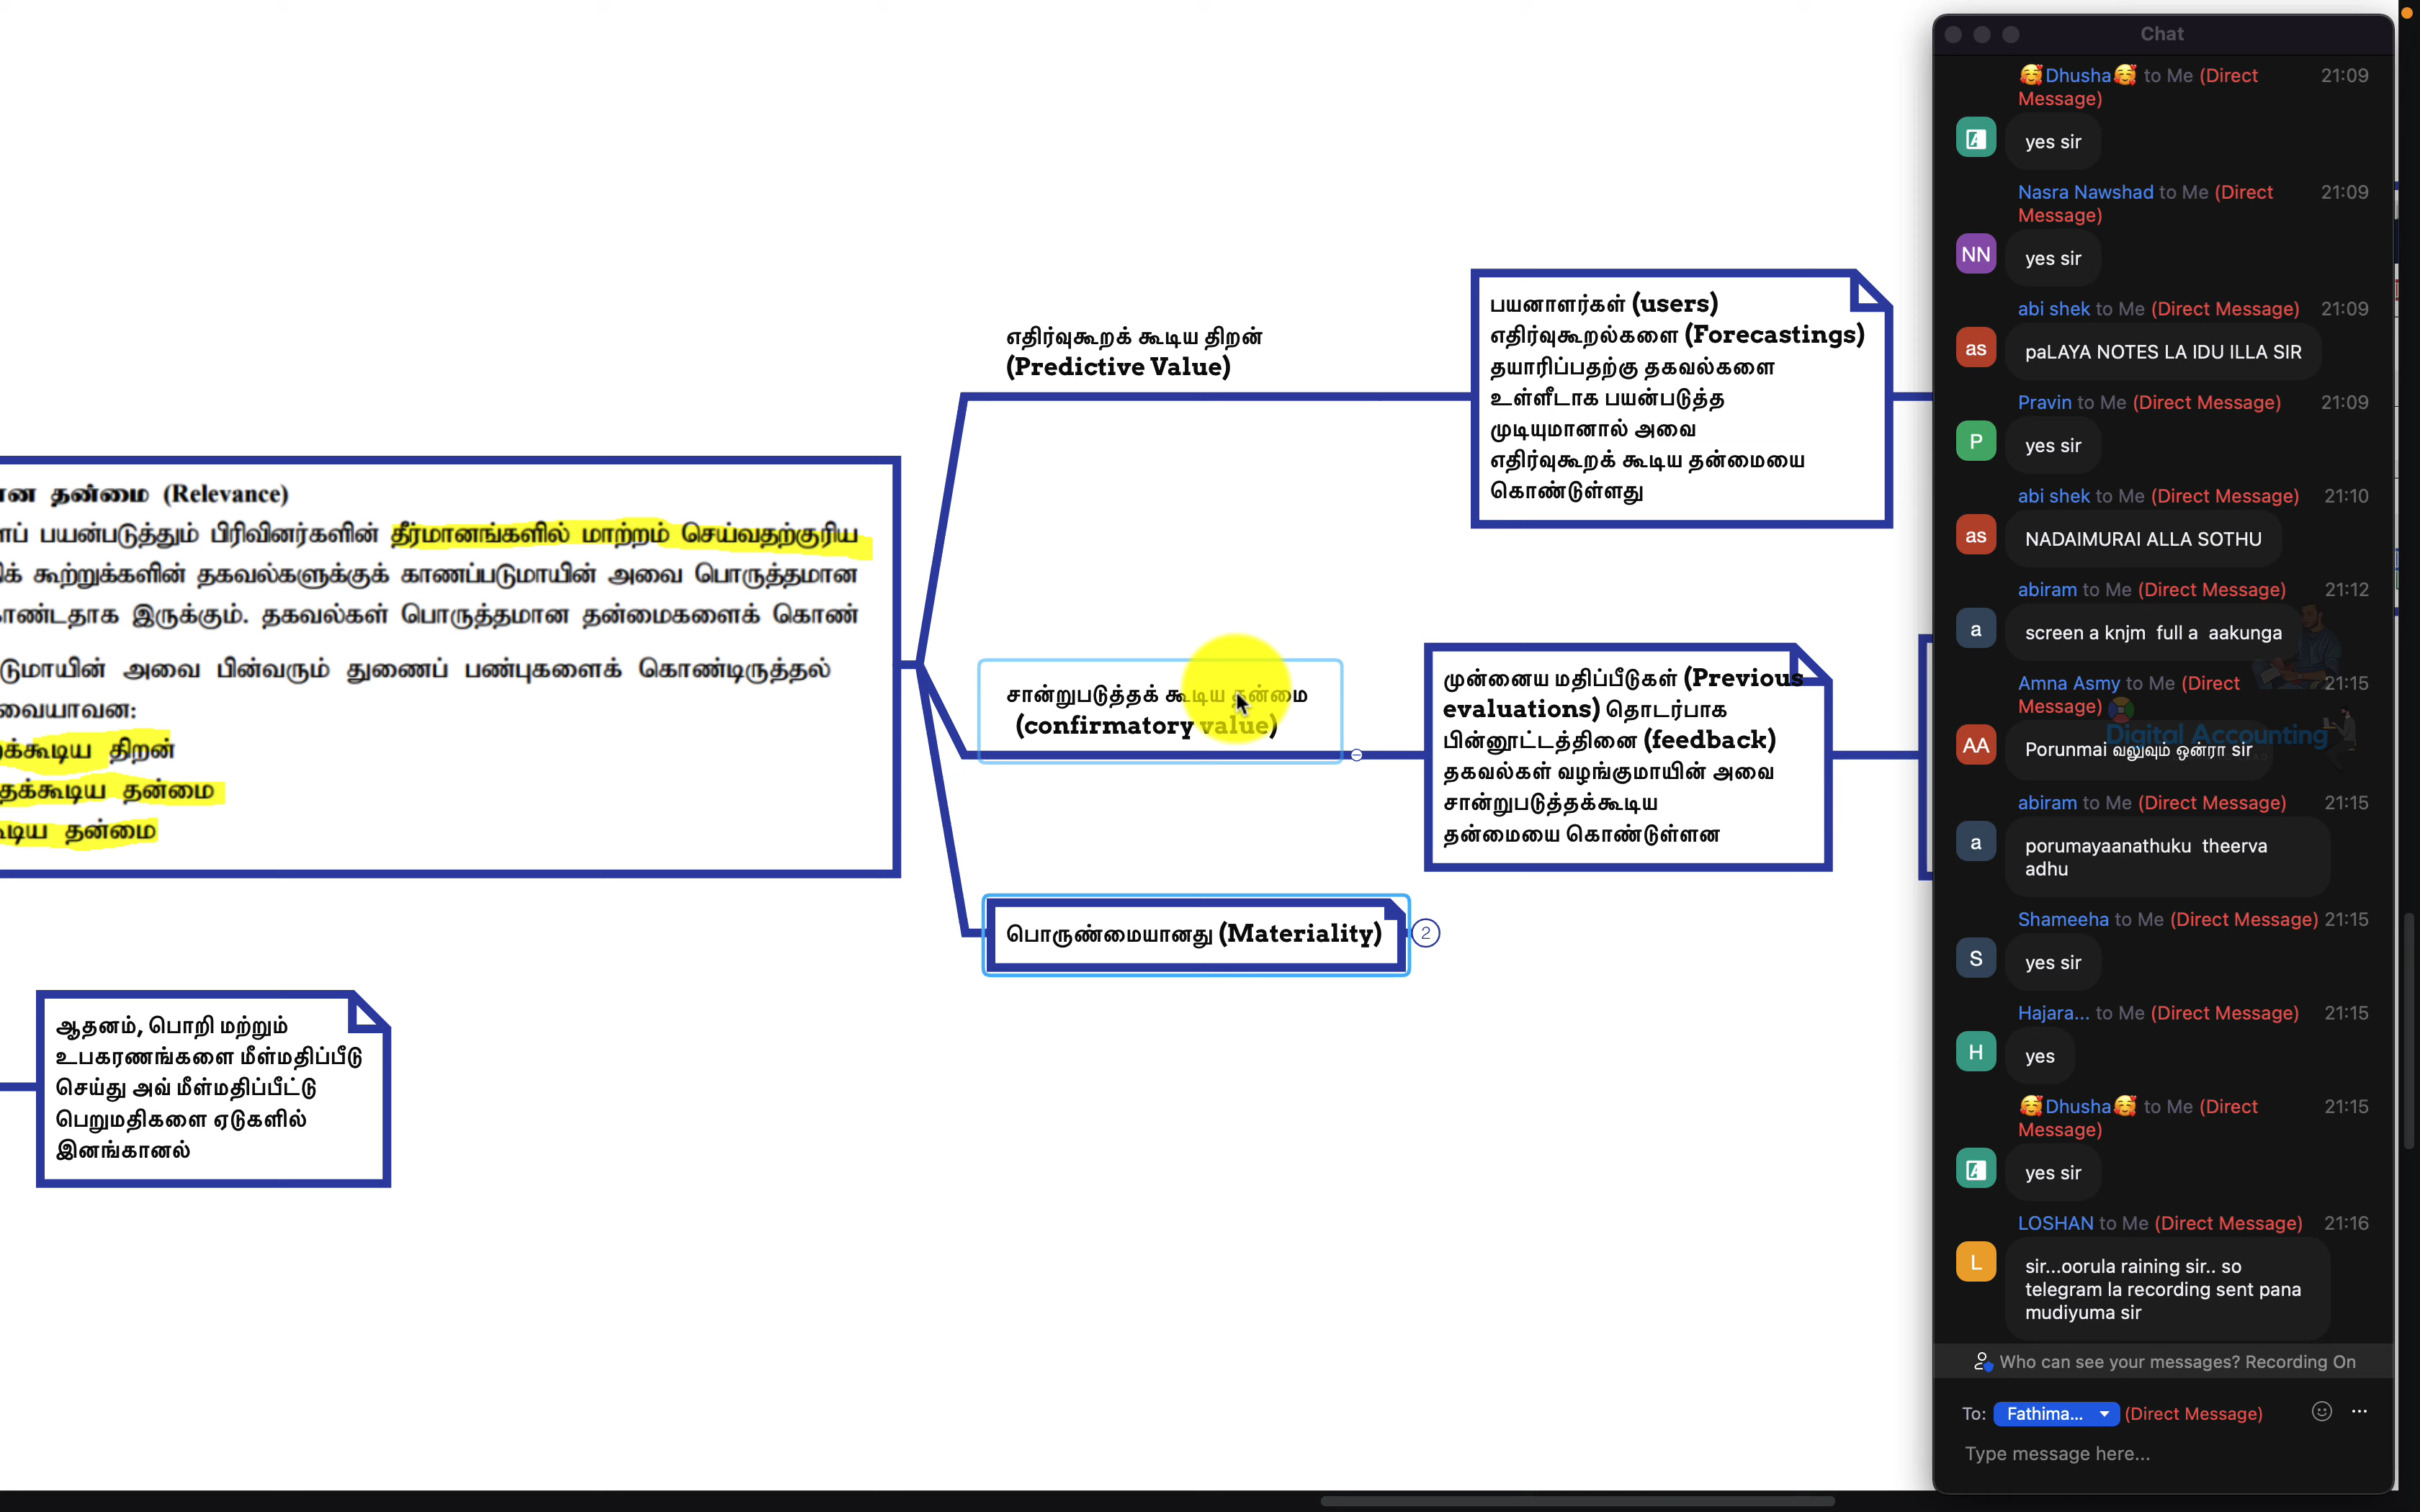 எதிர்வுகூறக் கூடிய திறன்
(Predictive Value)
பயனாளர்கள் (users)
எதிர்வுகூறல்களை (Forecastings)
தயாரிப்பதற்கு தகவல்களை
உள்ளீடாக பயன்படுத்த
முடியுமானால் அவை
எதிர்வுகூறக் கூடிய தன்மையை
கொண்டுள்ளது
தன்மை (Relevance)
பயன்படுத்தும் பிரிவினர்களின் தீர்மானங்களில் மாற்றம் செய்வதற்குரிய
கூற்றுக்களின் தகவல்களுக்குக் காணப்படுமாயின் அவை பொருத்தமான
இருக்கும். தகவல்கள் பொருத்தமான தன்மைகளைக் கொண்
அவை பின்வரும் துணைப் பண்புகளைக் கொண்டிருத்தல்
திறன்
தன்மை
தன்மை
சான்றுபடுத்தக் கூடிய தன்மை
(confirmatory value)
முன்னைய மதிப்பீடுகள் (Previous
evaluations) தொடர்பாக
பின்னூட்டத்தினை (feedback)
தகவல்கள் வழங்குமாயின் அவை
சான்றுபடுத்தக்கூடிய
தன்மையை கொண்டுள்ளன
பொருண்மையானது (Materiality)
2
ஆதனம், பொறி மற்றும்
உபகரணங்களை மீள்மதிப்பீடு
செய்து அவ் மீள்மதிப்பீட்டு
பெறுமதிகளை ஏடுகளில்
இனங்கானல்
Chat
🥰Dhusha🥰 to Me (Direct 21:09
Message)
yes sir
Nasra Nawshad to Me (Direct 21:09
Message)
NN
yes sir
abi shek to Me (Direct Message) 21:09
as
paLAYA NOTES LA IDU ILLA SIR
Pravin to Me (Direct Message) 21:09
P
yes sir
abi shek to Me (Direct Message) 21:10
as
NADAIMURAI ALLA SOTHU
abiram to Me (Direct Message) 21:12
a
screen a knjm full a aakunga
Amna Asmy to Me (Direct 21:15
Message)
Digital Accounting
AA
Porunmai வலுவும் ஒன்ரா sir
abiram to Me (Direct Message) 21:15
a
porumayaanathuku theerva
adhu
Shameeha to Me (Direct Message) 21:15
S
yes sir
Hajara... to Me (Direct Message) 21:15
H
yes
🥰Dhusha🥰 to Me (Direct 21:15
Message)
yes sir
LOSHAN to Me (Direct Message) 21:16
L
sir...oorula raining sir.. so
telegram la recording sent pana
mudiyuma sir
Who can see your messages? Recording On
To: Fathima... (Direct Message)
Type message here...